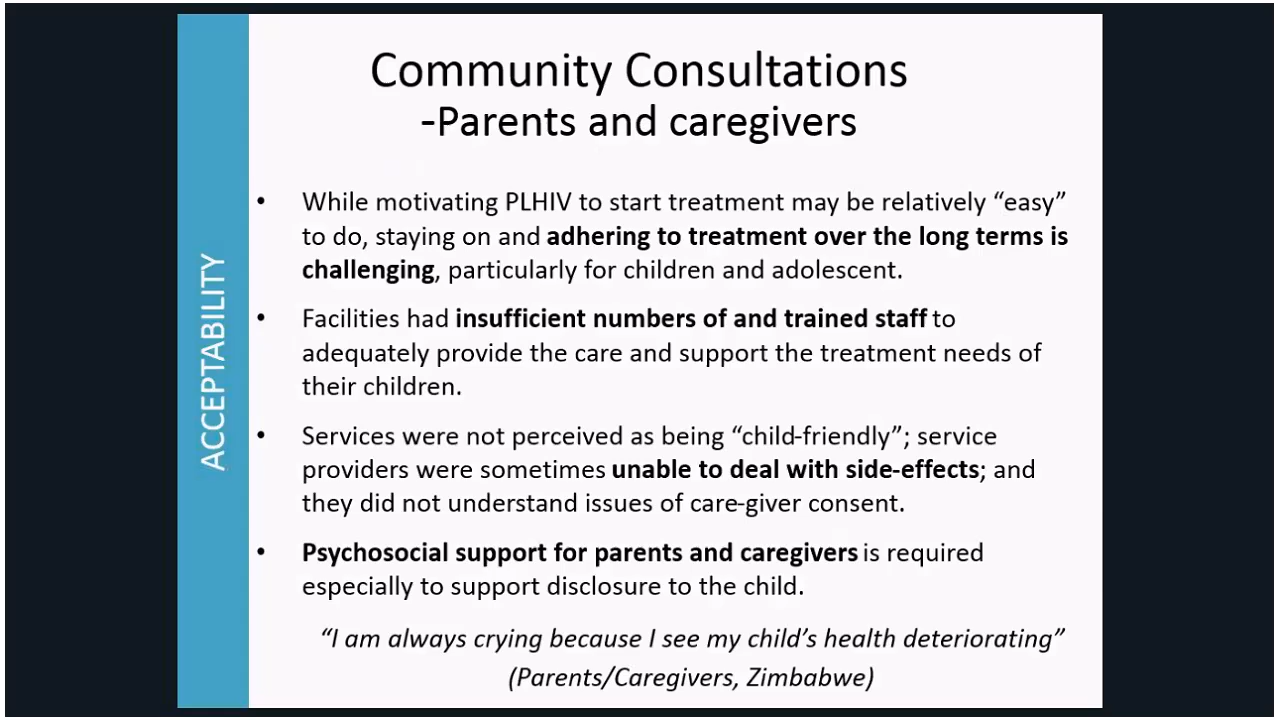 Community Consultations
-Parents and caregivers
ACCEPTABILITY
• While motivating PLHIV to start treatment may be relatively “easy”
to do, staying on and adhering to treatment over the long terms is
challenging, particularly for children and adolescent.
• Facilities had insufficient numbers of and trained staff to
adequately provide the care and support the treatment needs of
their children.
• Services were not perceived as being “child-friendly”; service
providers were sometimes unable to deal with side-effects; and
they did not understand issues of care-giver consent.
• Psychosocial support for parents and caregivers is required
especially to support disclosure to the child.
“I am always crying because I see my child’s health deteriorating”
(Parents/Caregivers, Zimbabwe)